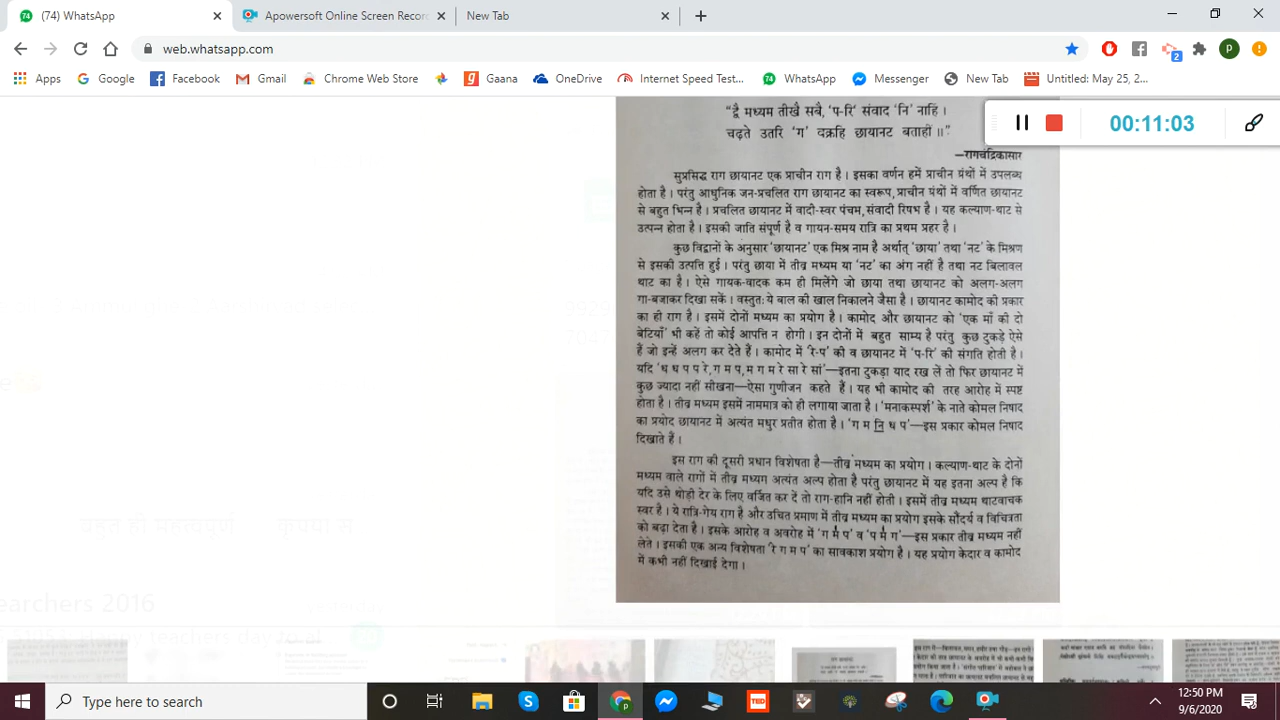 (74) WhatsApp
Apowersoft Online Screen Recor
New Tab
web.whatsapp.com
2
p
Apps
Google
Facebook
Gmail
Chrome Web Store
Gaana
OneDrive
Internet Speed Test...
74 WhatsApp
Messenger
New Tab
Untitled: May 25, 2...
00:11:03
“द्वै मध्यम तीखै सबै, ‘प-रि’ संवाद ‘नि’ नाहिं।
चढ़ते उतरि ‘ग’ वक्रहि छायानट बताहीं॥”
—रागचंद्रिकासार
सुप्रसिद्ध राग छायानट एक प्राचीन राग है। इसका वर्णन हमें प्राचीन ग्रंथों में उपलब्ध
होता है। परंतु आधुनिक जन-प्रचलित राग छायानट का स्वरूप, प्राचीन ग्रंथों में वर्णित छायानट
से बहुत भिन्न है। प्रचलित छायानट में वादी-स्वर पंचम, संवादी रिषभ है। यह कल्याण-थाट से
उत्पन्न होता है। इसकी जाति संपूर्ण है व गायन-समय रात्रि का प्रथम प्रहर है।
कुछ विद्वानों के अनुसार ‘छायानट’ एक मिश्र नाम है अर्थात् ‘छाया’ तथा ‘नट’ के मिश्रण
से इसकी उत्पत्ति हुई। परंतु छाया में तीव्र मध्यम या ‘नट’ का अंग नहीं है तथा नट बिलावल
थाट का है। ऐसे गायक-वादक कम ही मिलेंगे जो छाया तथा छायानट को अलग-अलग
गा-बजाकर दिखा सकें। वस्तुतः ये बाल की खाल निकालने जैसा है। छायानट कामोद की प्रकार
का ही राग है। इसमें दोनों मध्यम का प्रयोग है। कामोद और छायानट को ‘एक माँ की दो
बेटियाँ’ भी कहें तो कोई आपत्ति न होगी। इन दोनों में बहुत साम्य है परंतु कुछ टुकड़े ऐसे
हैं जो इन्हें अलग कर देते हैं। कामोद में ‘रे-प’ की व छायानट में ‘प-रि’ की संगति होती है।
यदि ‘ध ध प प रे, ग म प, म ग म रे सा रे सां’—इतना टुकड़ा याद रख लें तो फिर छायानट में
कुछ ज्यादा नहीं सीखना—ऐसा गुणीजन कहते हैं। यह भी कामोद की तरह आरोह में स्पष्ट
होता है। तीव्र मध्यम इसमें नाममात्र को ही लगाया जाता है। ‘मनाकस्पर्श’ के नाते कोमल निषाद
का प्रयोद छायानट में अत्यंत मधुर प्रतीत होता है। ‘ग म नि ध प’—इस प्रकार कोमल निषाद
दिखाते हैं।
इस राग की दूसरी प्रधान विशेषता है—तीव्र मध्यम का प्रयोग। कल्याण-थाट के दोनों
मध्यम वाले रागों में तीव्र मध्यम अत्यंत अल्प होता है परंतु छायानट में यह इतना अल्प है कि
यदि उसे थोड़ी देर के लिए वर्जित कर दें तो राग-हानि नहीं होती। इसमें तीव्र मध्यम थाटवाचक
स्वर है। ये रात्रि-गेय राग है और उचित प्रमाण में तीव्र मध्यम का प्रयोग इसके सौंदर्य व विचित्रता
को बढ़ा देता है। इसके आरोह व अवरोह में ‘ग म॑ प’ व ‘प म॑ ग’—इस प्रकार तीव्र मध्यम नहीं
लेते। इसकी एक अन्य विशेषता ‘रे ग म प’ का सावकाश प्रयोग है। यह प्रयोग केदार व कामोद
में कभी नहीं दिखाई देगा।
बहुत ही महत्वपूर्ण कृपया से
earchers 2016
Type here to search
TED
12:50 PM
9/6/2020